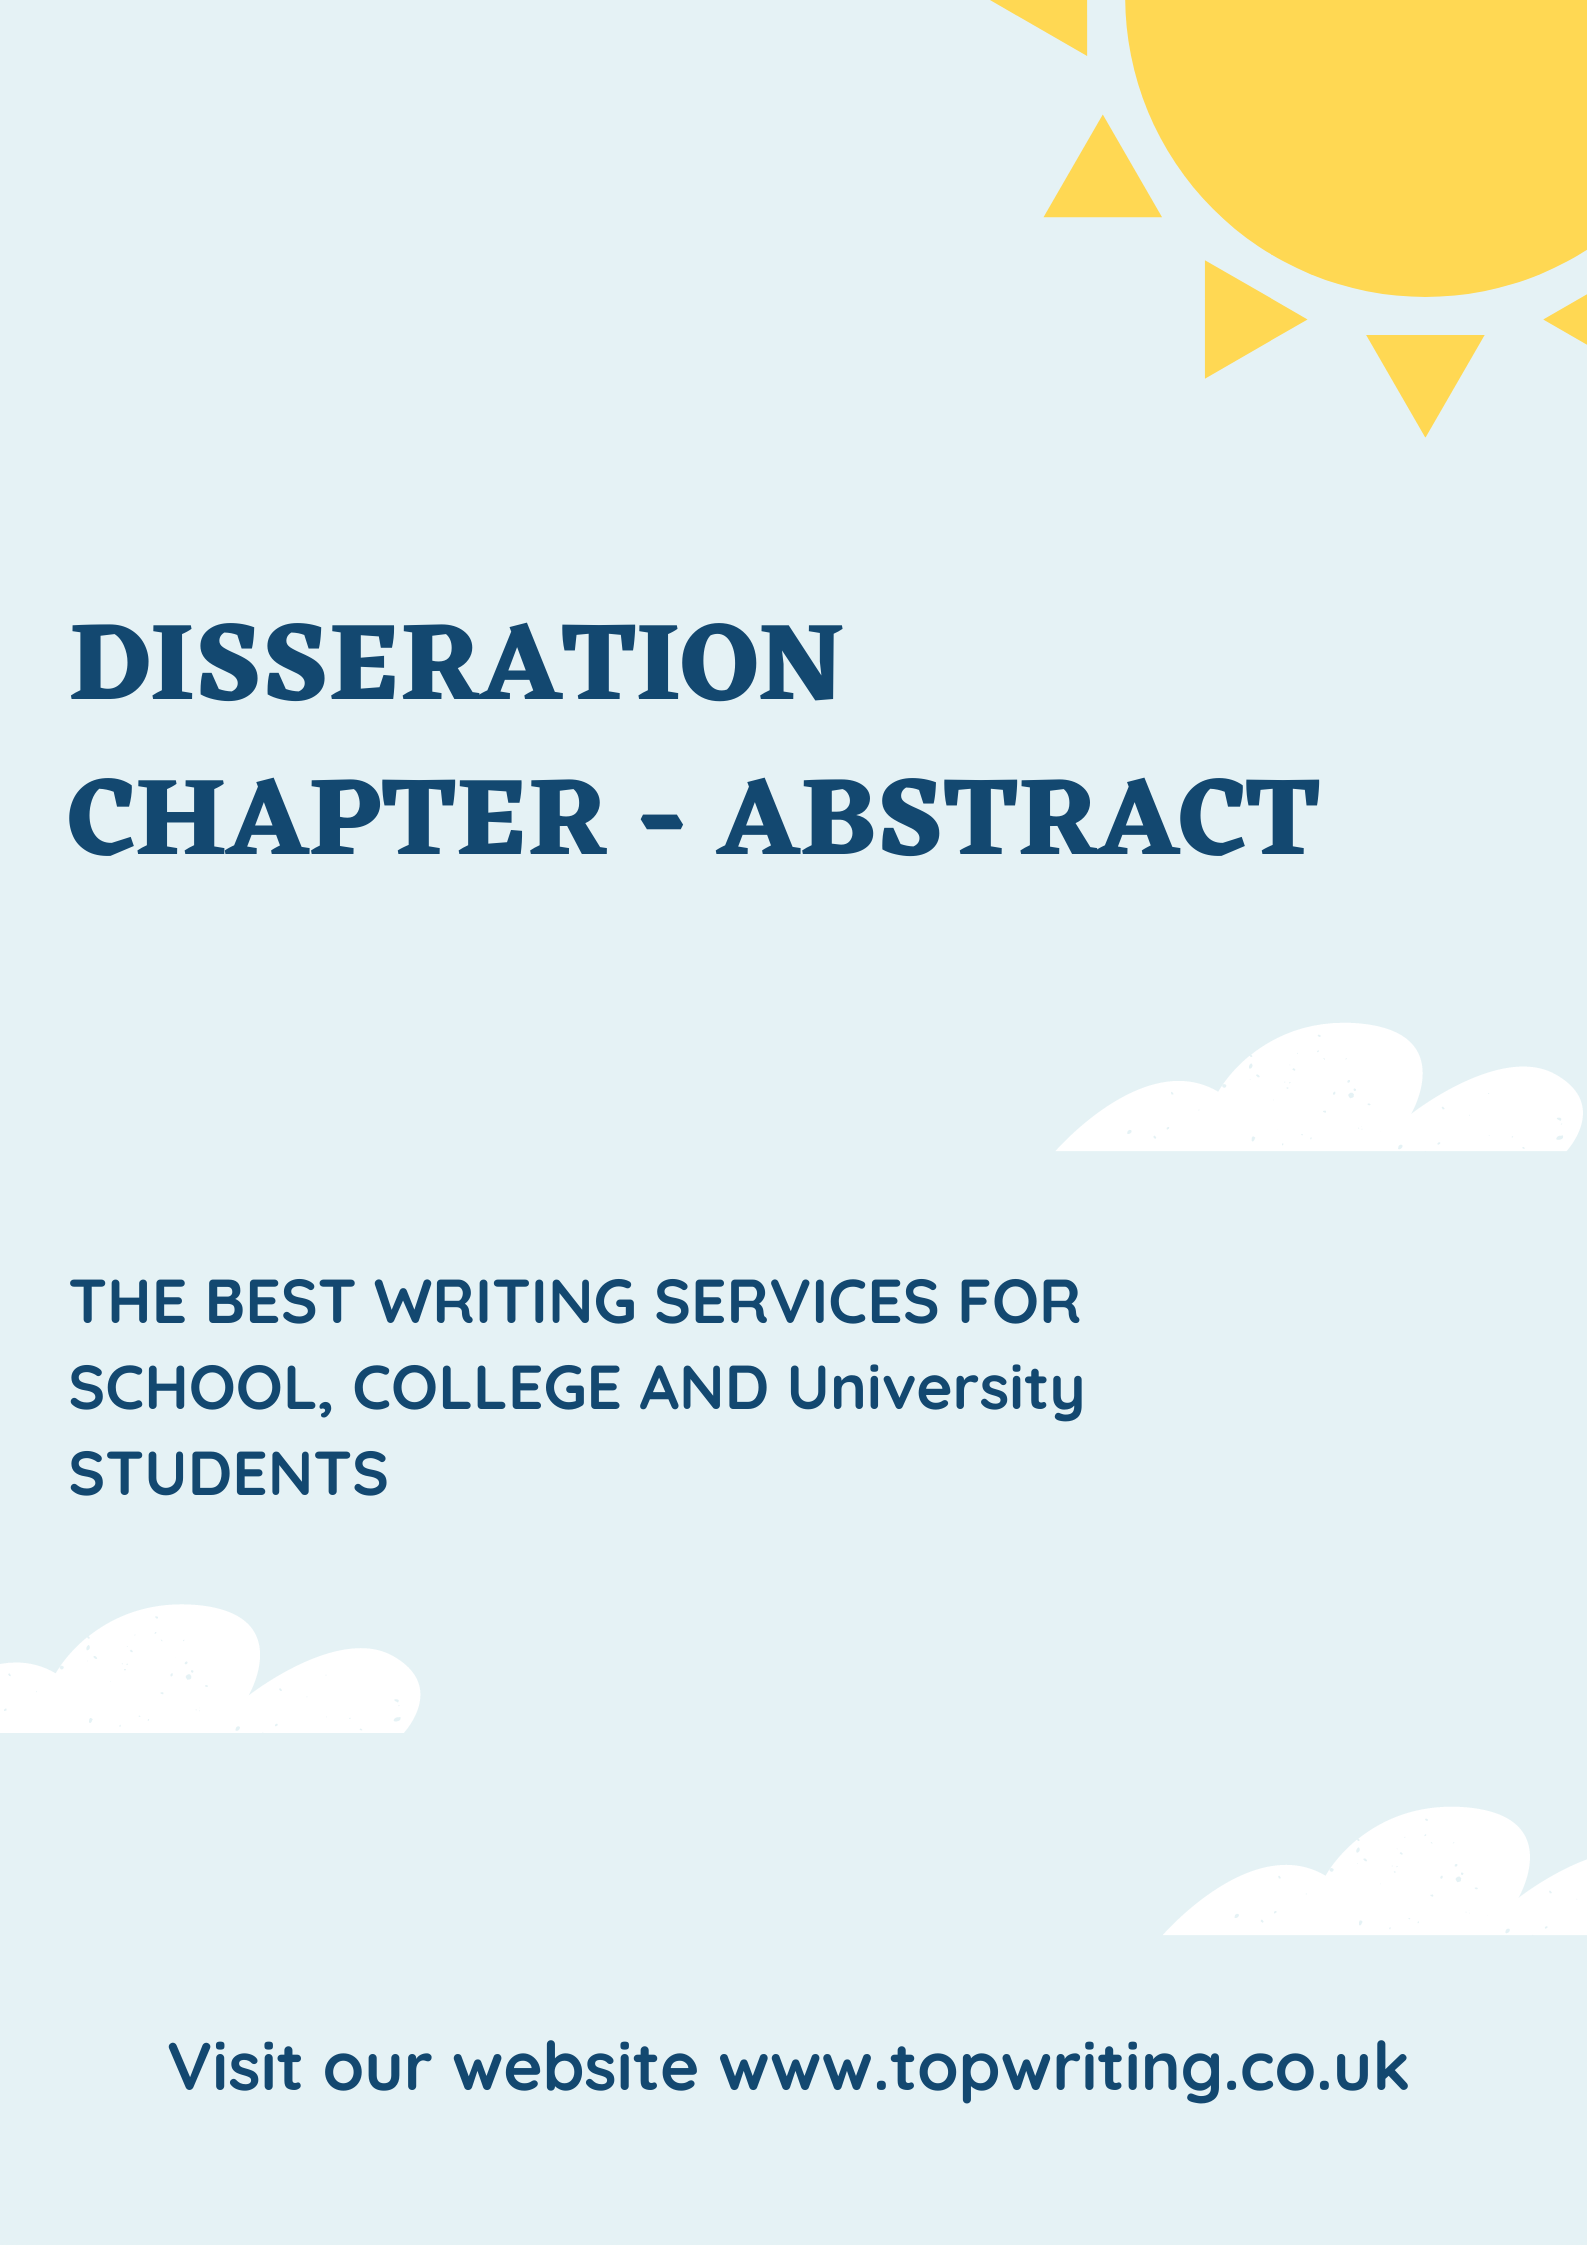 DISSERATION
CHAPTER - ABSTRACT
THE BEST WRITING SERVICES FOR
SCHOOL, COLLEGE AND University
STUDENTS
Visit our website www.topwriting.co.uk